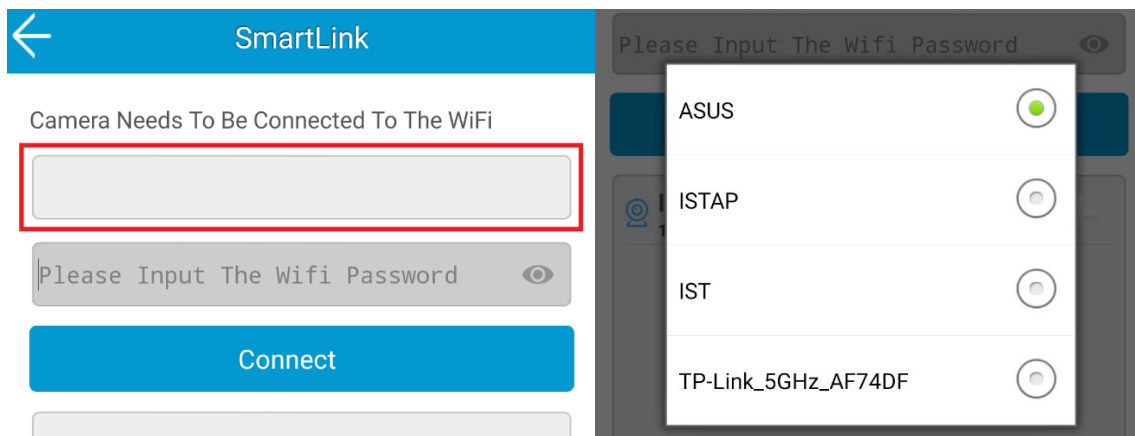 SmartLink
Camera Needs To Be Connected To The WiFi
Please Input The Wifi Password
Connect
Please Input The Wifi Password
ASUS
ISTAP
IST
TP-Link_5GHz_AF74DF